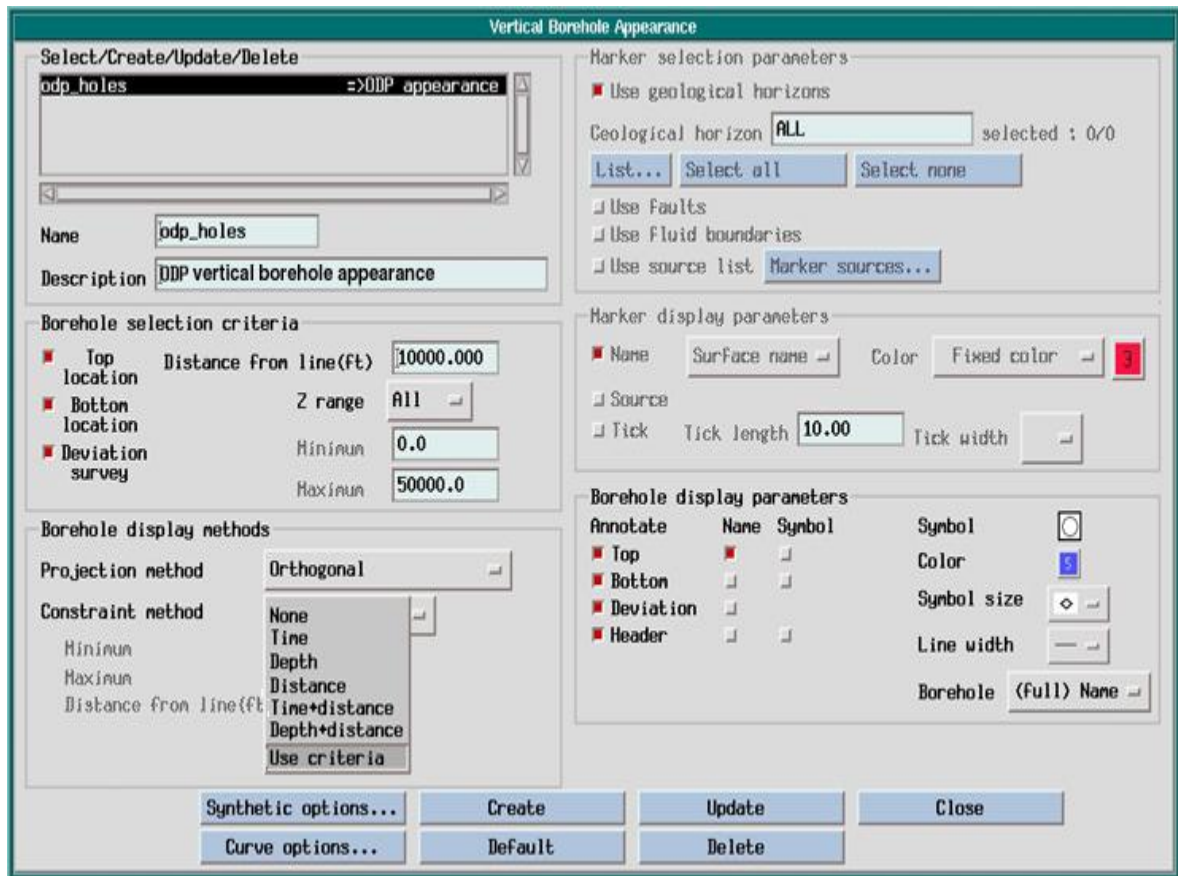 Vertical Borehole Appearance
Select/Create/Update/Delete
odp_holes =>ODP appearance
Name odp_holes
Description ODP vertical borehole appearance
Borehole selection criteria
Top location
Distance from line(ft) 10000.000
Bottom location
Z range All
Deviation survey
Minimum 0.0
Maximum 50000.0
Borehole display methods
Projection method Orthogonal
Constraint method
None
Time
Depth
Distance
Time+distance
Depth+distance
Use criteria
Minimum
Maximum
Distance from line(ft
Marker selection parameters
Use geological horizons
Geological horizon ALL selected : 0/0
List... Select all Select none
Use faults
Use fluid boundaries
Use source list Marker sources...
Marker display parameters
Name Surface name Color Fixed color 3
Source
Tick Tick length 10.00 Tick width
Borehole display parameters
Annotate Name Symbol Symbol
Top Color 5
Bottom
Deviation Symbol size
Header
Line width
Borehole (full) Name
Synthetic options... Create Update Close
Curve options... Default Delete